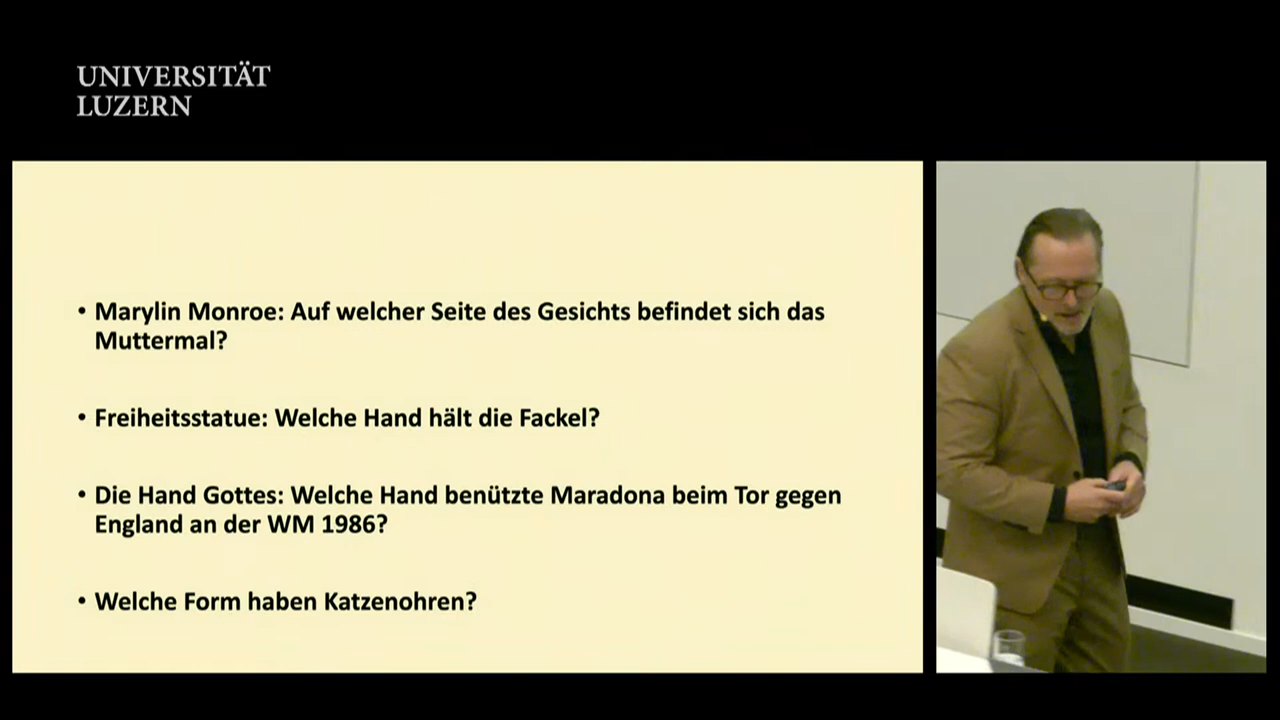 UNIVERSITÄT
LUZERN
• Marylin Monroe: Auf welcher Seite des Gesichts befindet sich das
Muttermal?
• Freiheitsstatue: Welche Hand hält die Fackel?
• Die Hand Gottes: Welche Hand benützte Maradona beim Tor gegen
England an der WM 1986?
• Welche Form haben Katzenohren?